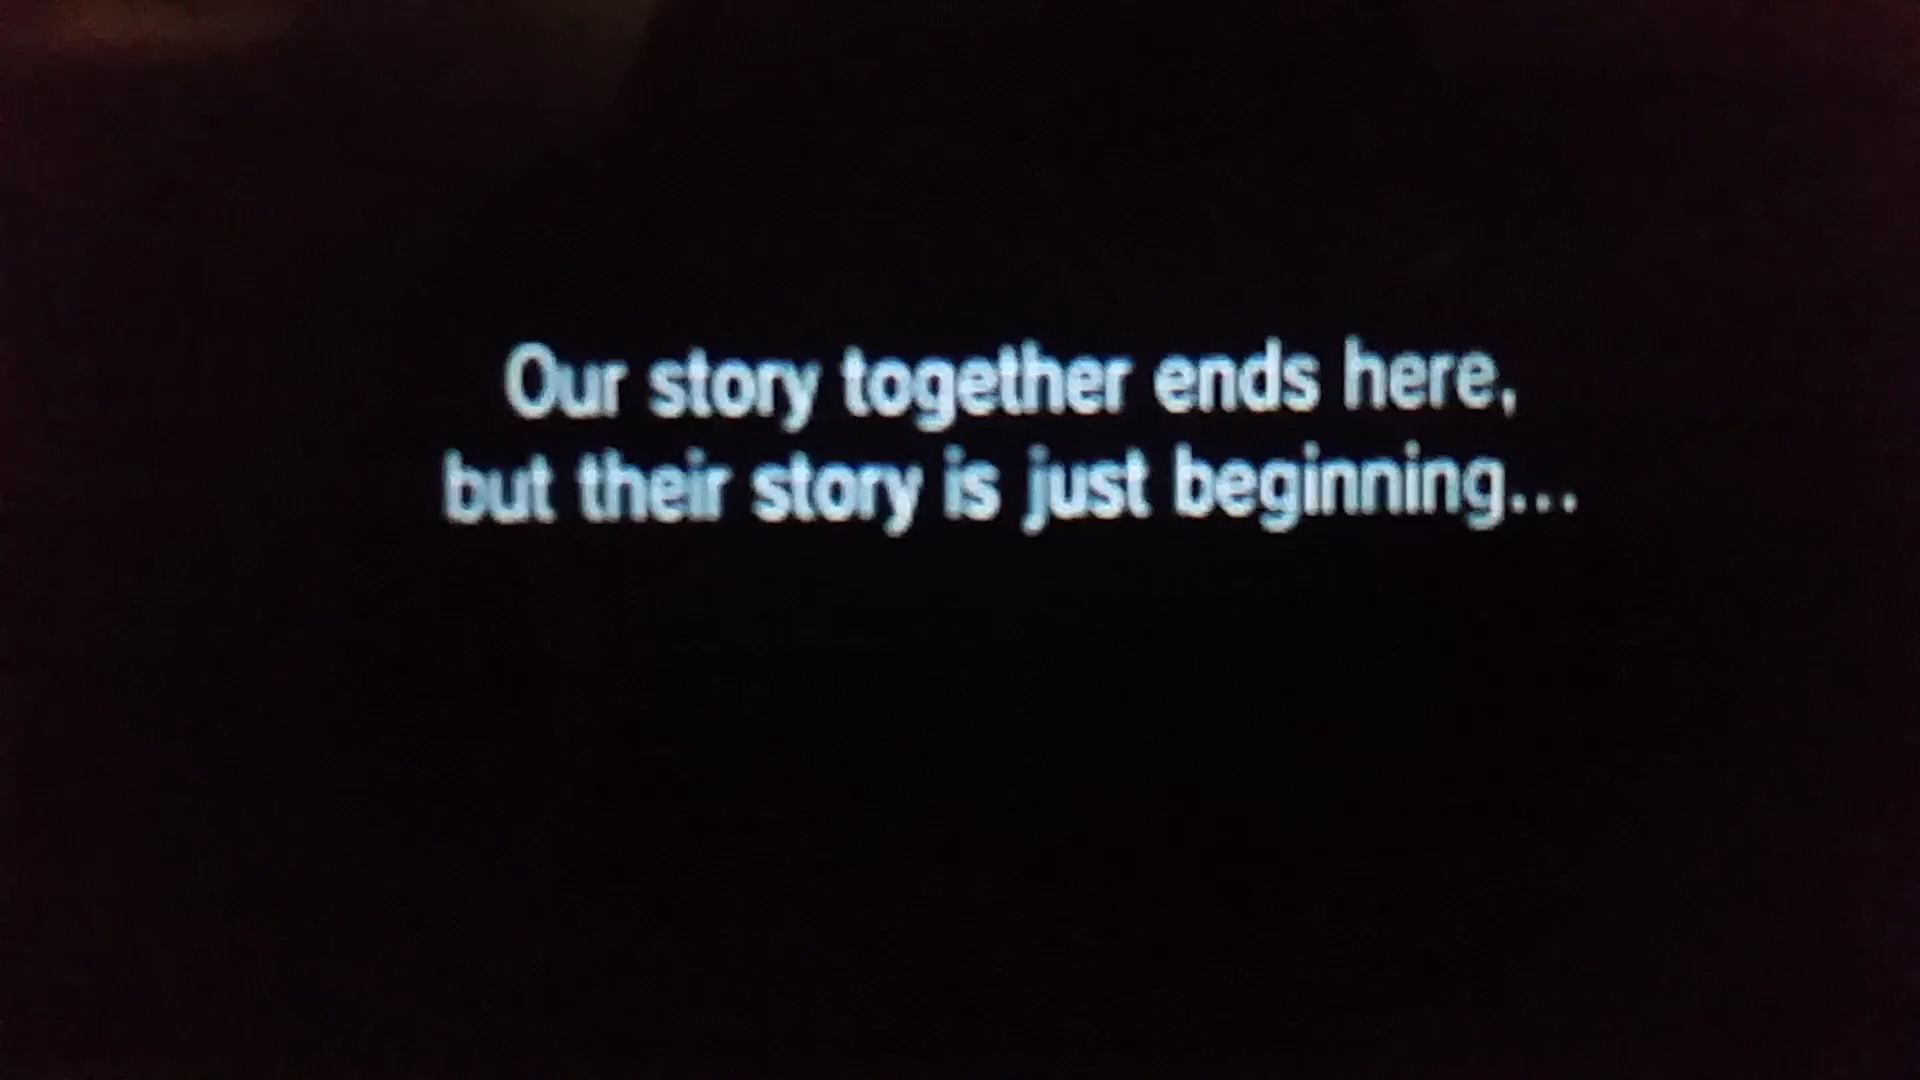 Our story together ends here,
but their story is just beginning...